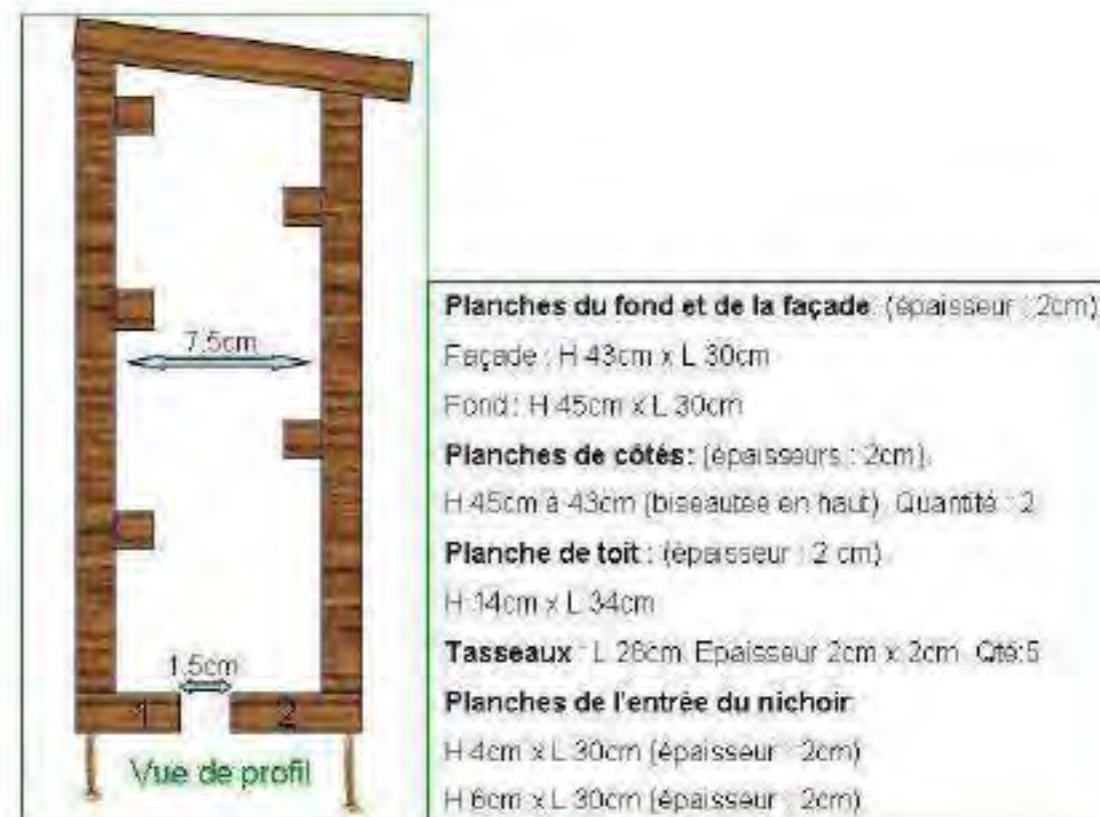 7.5cm
1.5cm
1
2
Vue de profil
Planches du fond et de la façade: (épaisseur : 2cm)
Façade : H 43cm x L 30cm
Fond : H 45cm x L 30cm
Planches de côtés: (épaisseurs : 2cm).
H 45cm à 43cm (biseautée en haut). Quantité : 2
Planche de toit : (épaisseur : 2 cm).
H 14cm x L 34cm
Tasseaux : L 26cm. Epaisseur 2cm x 2cm. Qté:5
Planches de l'entrée du nichoir:
H 4cm x L 30cm (épaisseur : 2cm)
H 6cm x L 30cm (épaisseur : 2cm)